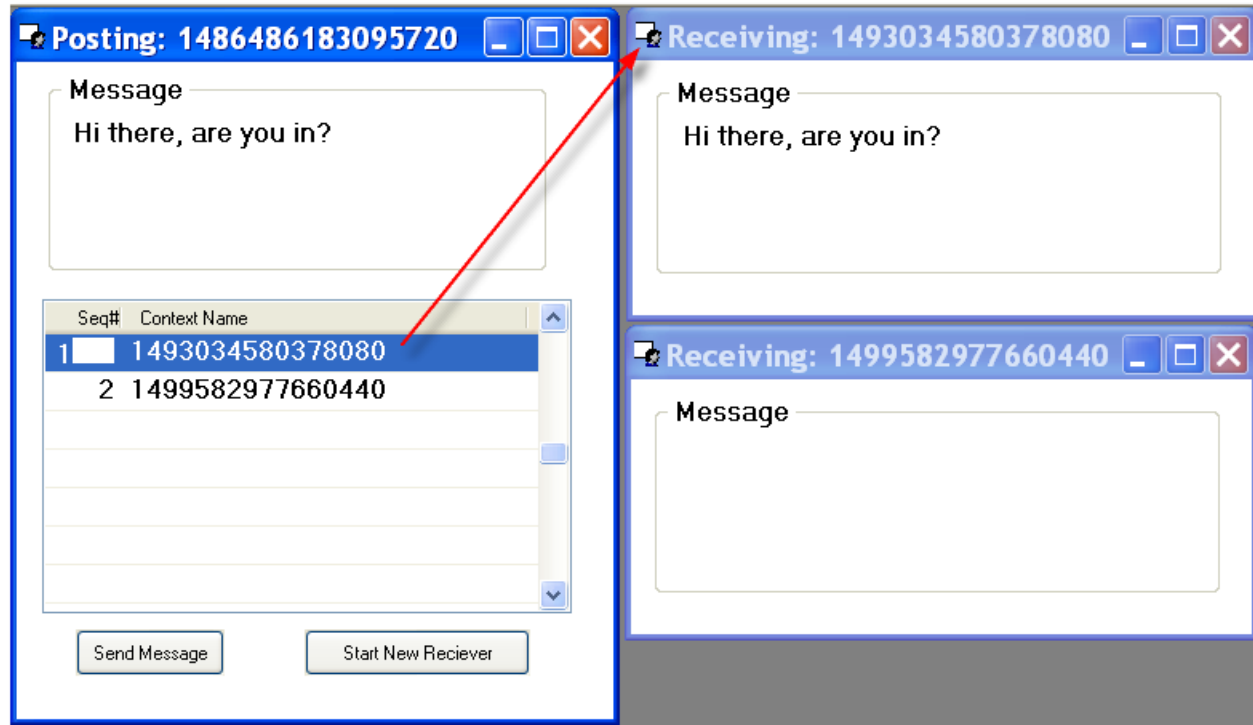 Posting: 1486486183095720
Message
Hi there, are you in?
Seq# Context Name
1 1493034580378080
2 1499582977660440
Send Message
Start New Reciever
Receiving: 1493034580378080
Message
Hi there, are you in?
Receiving: 1499582977660440
Message